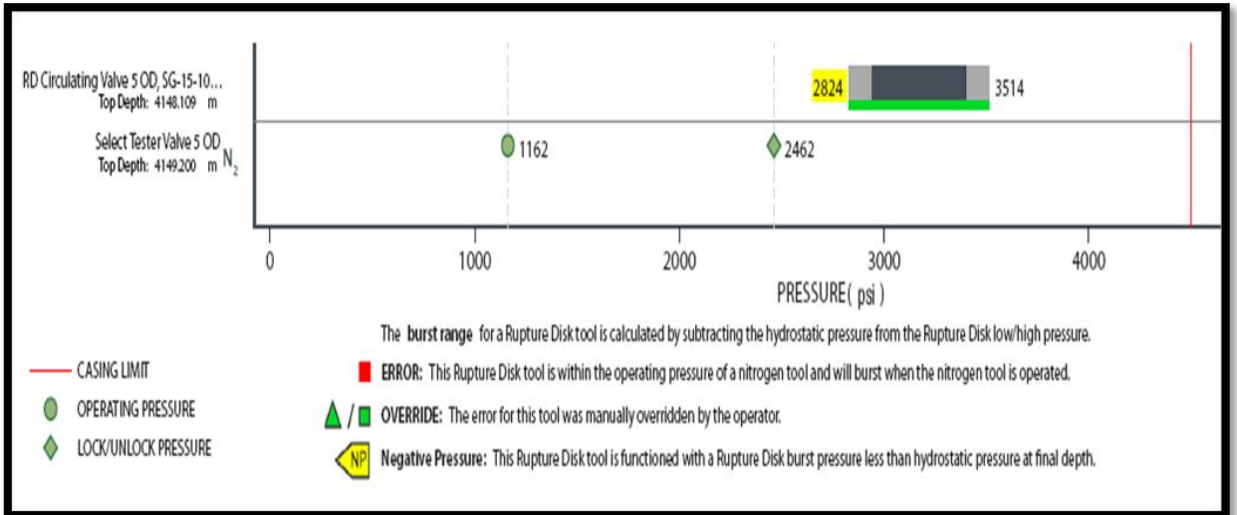 RD Circulating Valve 5 OD, SG-15-10...
Top Depth: 4148.109 m
2824
3514
Select Tester Valve 5 OD
Top Depth: 4149.200 m
N2
1162
2462
0
1000
2000
3000
4000
PRESSURE( psi )
The burst range for a Rupture Disk tool is calculated by subtracting the hydrostatic pressure from the Rupture Disk low/high pressure.
CASING LIMIT
ERROR: This Rupture Disk tool is within the operating pressure of a nitrogen tool and will burst when the nitrogen tool is operated.
OPERATING PRESSURE
/ OVERRIDE: The error for this tool was manually overridden by the operator.
LOCK/UNLOCK PRESSURE
NP Negative Pressure: This Rupture Disk tool is functioned with a Rupture Disk burst pressure less than hydrostatic pressure at final depth.